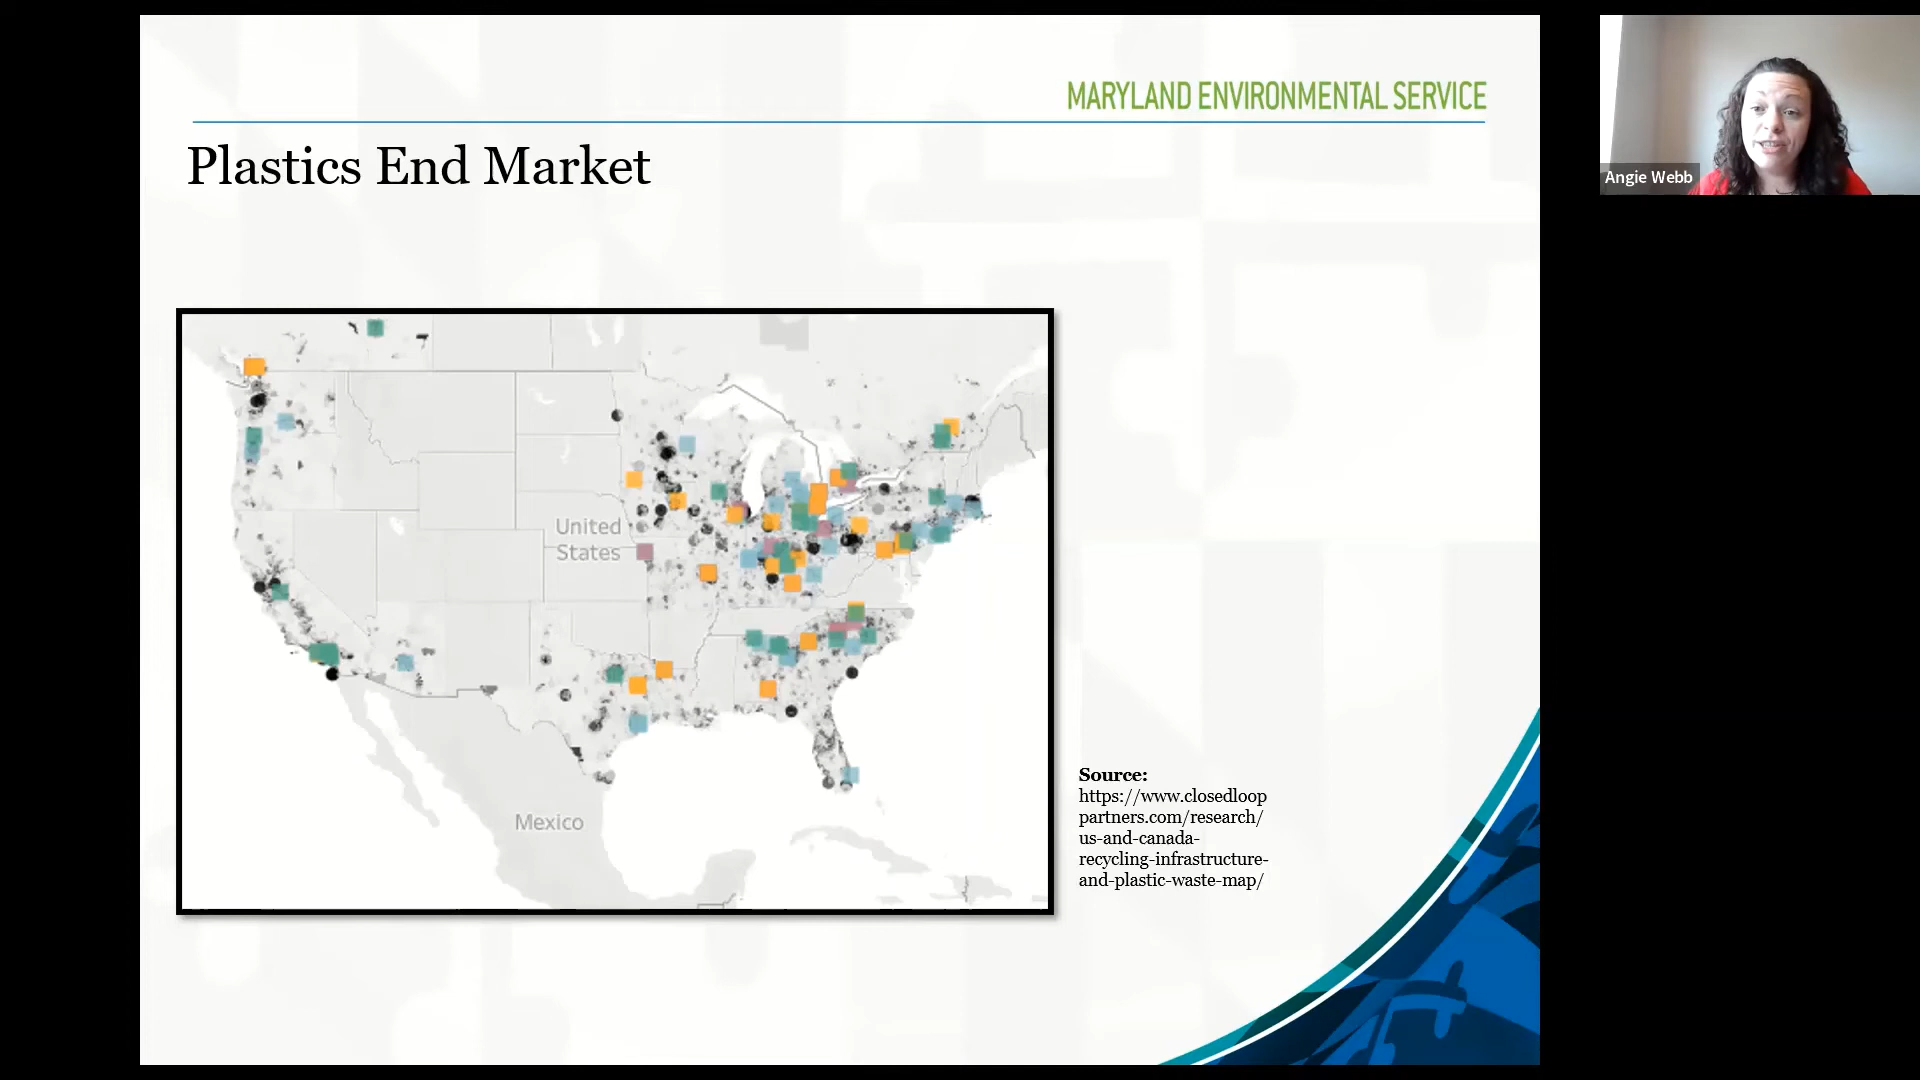 MARYLAND ENVIRONMENTAL SERVICE
Plastics End Market
Angie Webb
United
States
Mexico
Source:
https://www.closedloop
partners.com/research/
us-and-canada-
recycling-infrastructure-
and-plastic-waste-map/